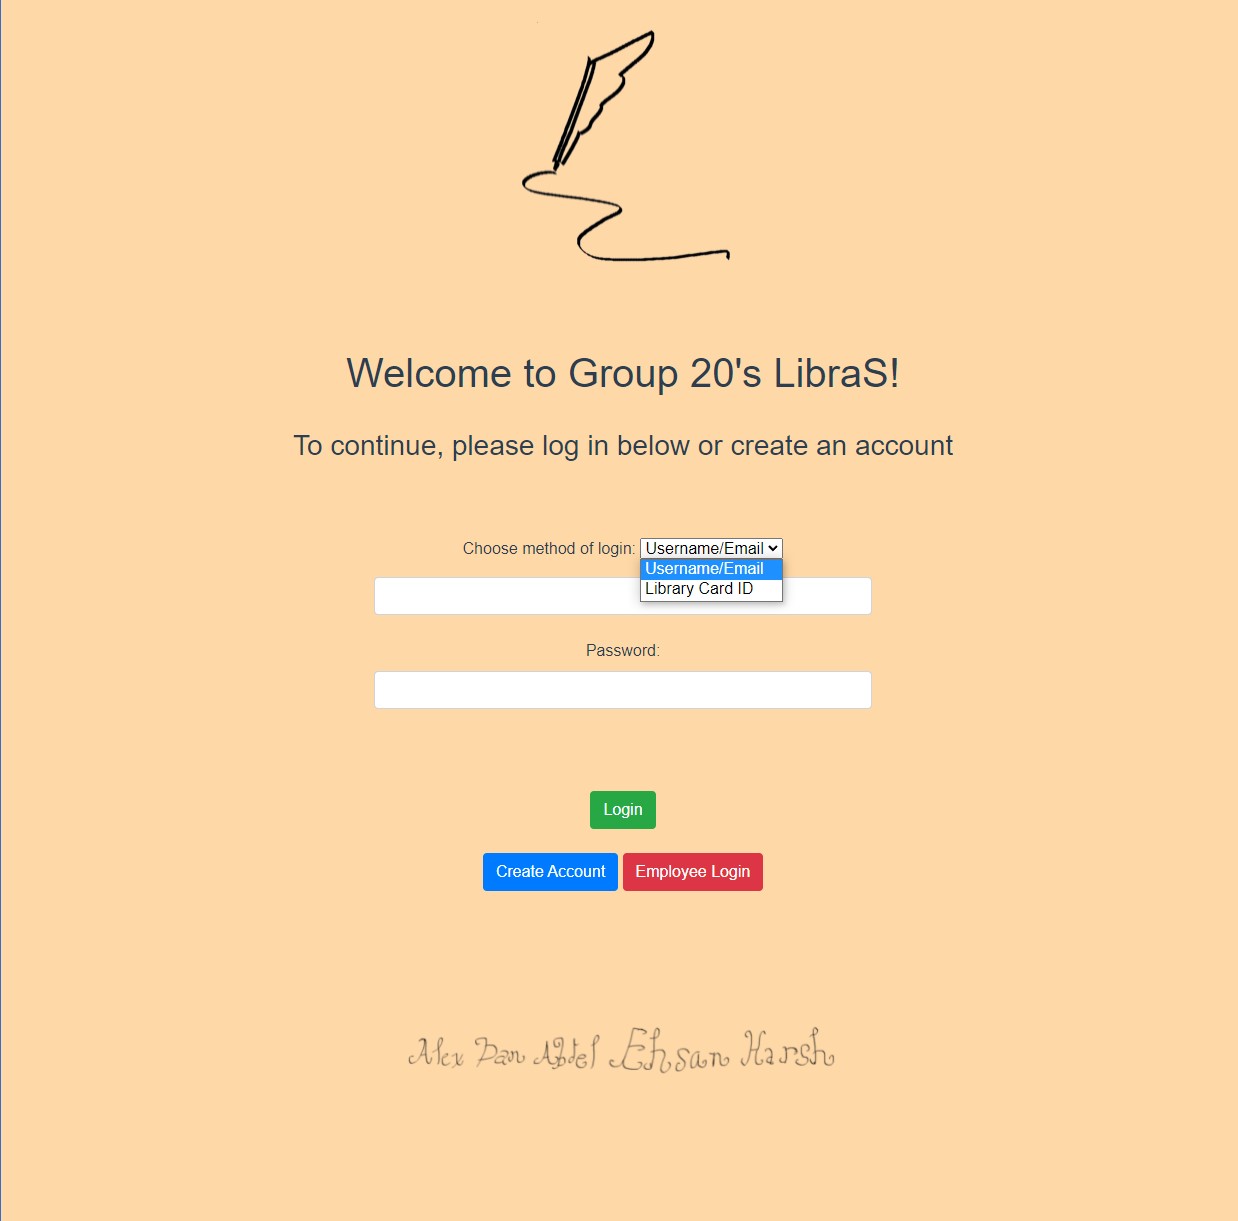 Welcome to Group 20's LibraS!
To continue, please log in below or create an account
Choose method of login: Username/Email
Username/Email
Library Card ID
Password:
Login
Create Account Employee Login
Alex Dan Abdel Ehsan Harsh